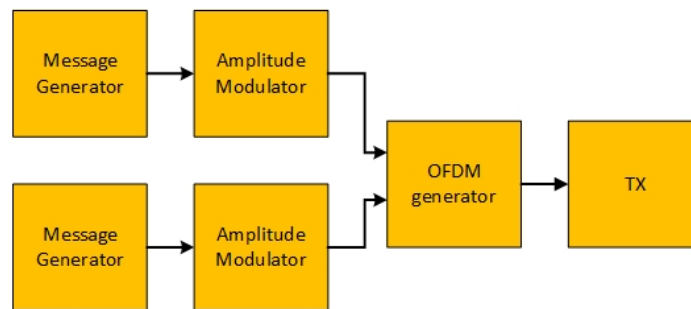 Message
Generator
Amplitude
Modulator
OFDM
generator
TX
Message
Generator
Amplitude
Modulator